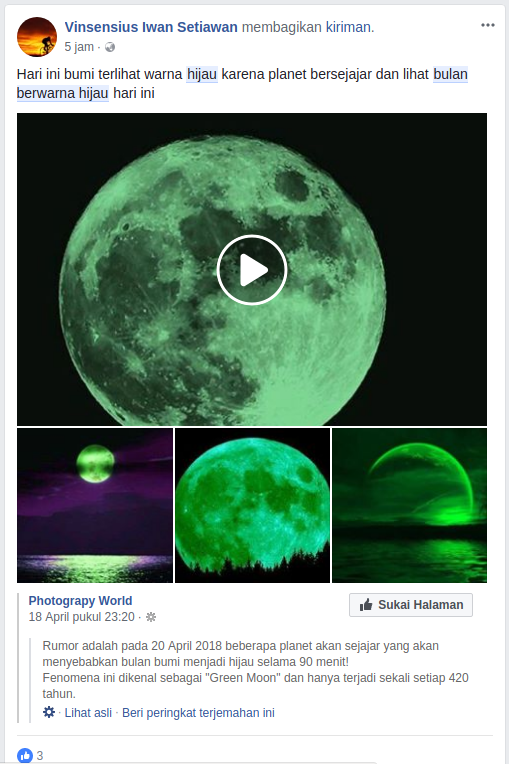 Vinsensius Iwan Setiawan membagikan kiriman.
5 jam ·
Hari ini bumi terlihat warna hijau karena planet bersejajar dan lihat bulan
berwarna hijau hari ini
Photograpy World
18 April pukul 23:20 ·
Sukai Halaman
Rumor adalah pada 20 April 2018 beberapa planet akan sejajar yang akan
menyebabkan bulan bumi menjadi hijau selama 90 menit!
Fenomena ini dikenal sebagai "Green Moon" dan hanya terjadi sekali setiap 420
tahun.
· Lihat asli · Beri peringkat terjemahan ini
3